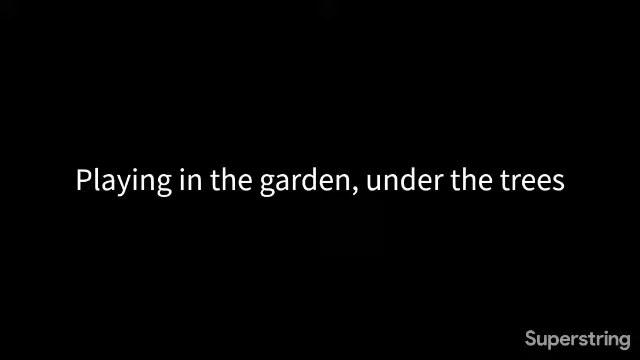 Playing in the garden, under the trees
Superstring